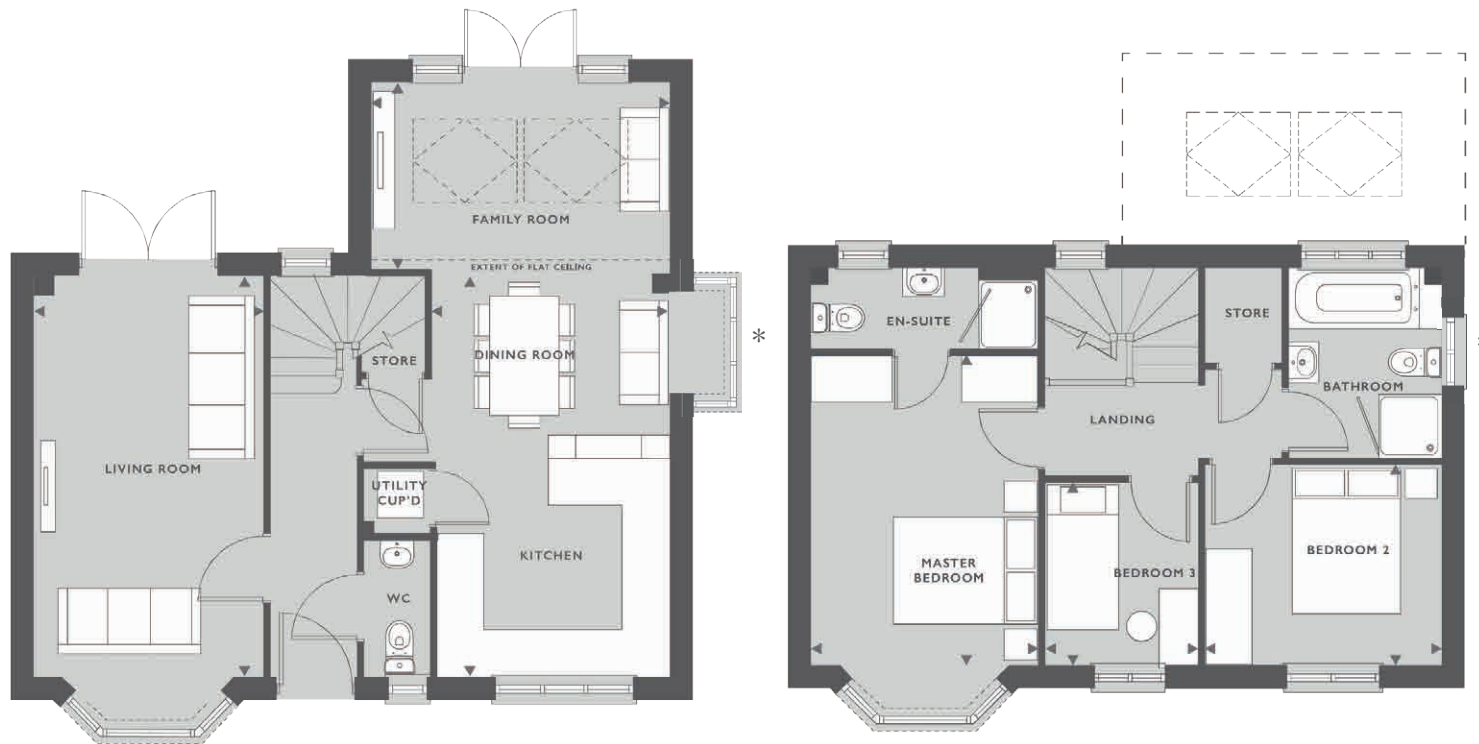 FAMILY ROOM
EXTENT OF FLAT CEILING
STORE
DINING ROOM
*
LIVING ROOM
UTILITY
CUP'D
KITCHEN
WC
EN-SUITE
STORE
BATHROOM
*
LANDING
MASTER
BEDROOM
BEDROOM 3
BEDROOM 2